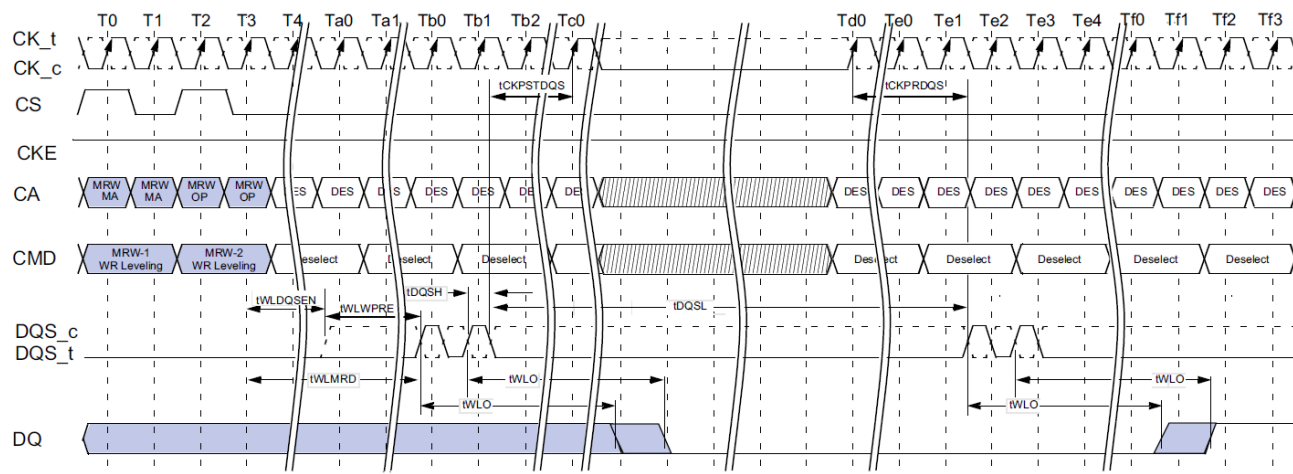 T0 T1 T2 T3 T4 Ta0 Ta1 Tb0 Tb1 Tb2 Tc0 Td0 Te0 Te1 Te2 Te3 Te4 Tf0 Tf1 Tf2 Tf3
CK_t
CK_c
tCKPSTDQS tCKPRDQS
CS
CKE
CA
MRW MRW MRW MRW
MA MA OP OP
DES DES DES DES DES DES DES DES DES DES DES DES DES DES DES DES DES
CMD
MRW-1 MRW-2
WR Leveling WR Leveling
Deselect Deselect Deselect Deselect Deselect Deselect Deselect Deselect
tDQSH
tWLDQSEN tWLWPRE tDQSL
DQS_c
DQS_t
tWLMRD tWLO tWLO
tWLO tWLO
DQ